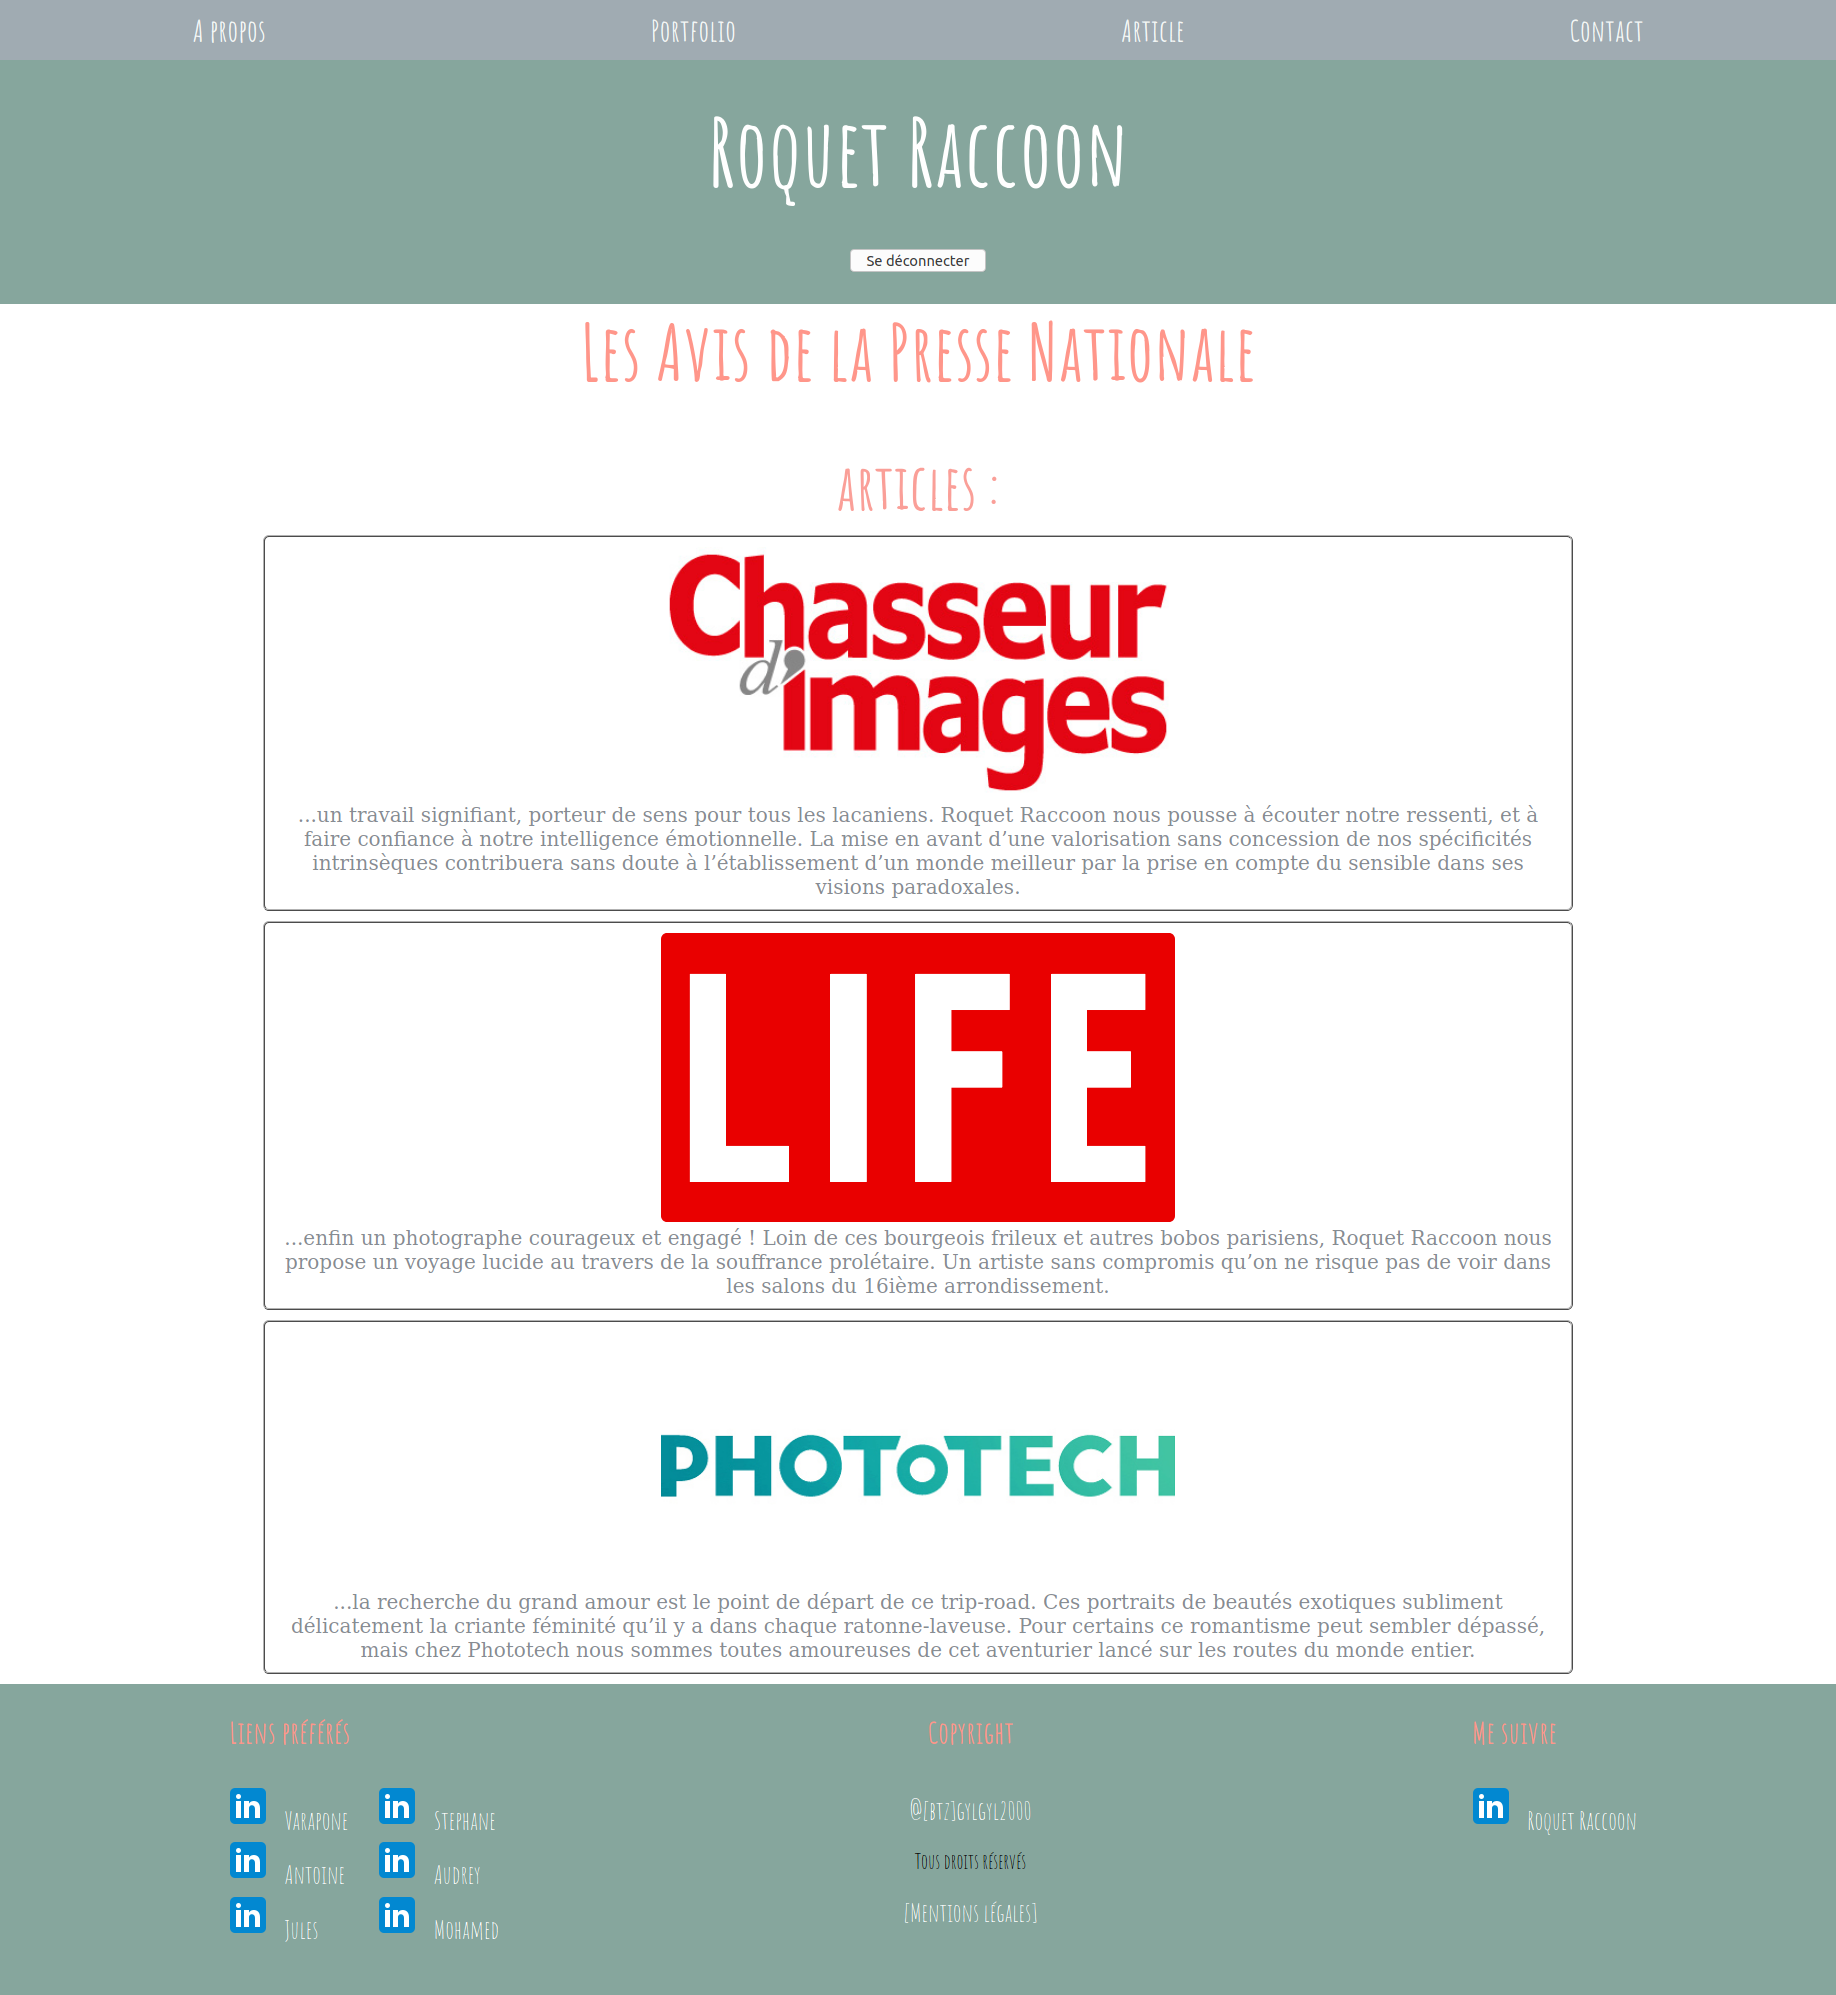 A propos
Portfolio
Article
Contact
Roquet Raccoon
Se déconnecter
Les Avis de la Presse Nationale
articles :
Chasseur
d'images
...un travail signifiant, porteur de sens pour tous les lacaniens. Roquet Raccoon nous pousse à écouter notre ressenti, et à
faire confiance à notre intelligence émotionnelle. La mise en avant d’une valorisation sans concession de nos spécificités
intrinsèques contribuera sans doute à l’établissement d’un monde meilleur par la prise en compte du sensible dans ses
visions paradoxales.
LIFE
...enfin un photographe courageux et engagé ! Loin de ces bourgeois frileux et autres bobos parisiens, Roquet Raccoon nous
propose un voyage lucide au travers de la souffrance prolétaire. Un artiste sans compromis qu’on ne risque pas de voir dans
les salons du 16ième arrondissement.
PHOToTECH
...la recherche du grand amour est le point de départ de ce trip-road. Ces portraits de beautés exotiques subliment
délicatement la criante féminité qu’il y a dans chaque ratonne-laveuse. Pour certains ce romantisme peut sembler dépassé,
mais chez Phototech nous sommes toutes amoureuses de cet aventurier lancé sur les routes du monde entier.
Liens préférés
in Varapone
in Stephane
in Antoine
in Audrey
in Jules
in Mohamed
Copyright
@[btz]gylgyl2000
Tous droits réservés
[Mentions légales]
Me suivre
in Roquet Raccoon